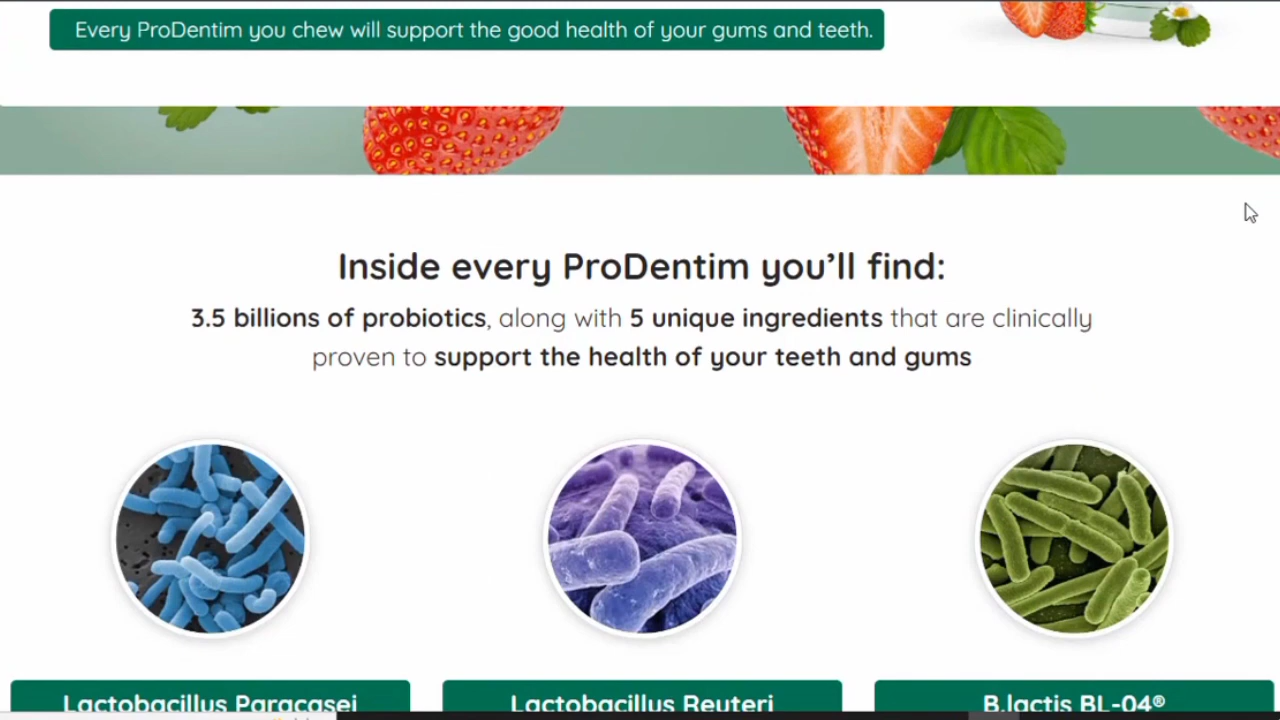 Every ProDentim you chew will support the good health of your gums and teeth.
Inside every ProDentim you'll find:
3.5 billions of probiotics, along with 5 unique ingredients that are clinically
proven to support the health of your teeth and gums
Lactobacillus Paracasei
Lactobacillus Reuteri
B.lactis BL-04®